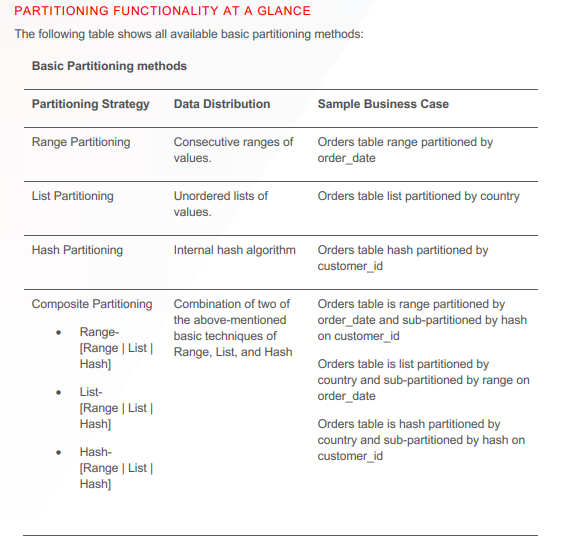 PARTITIONING FUNCTIONALITY AT A GLANCE
The following table shows all available basic partitioning methods:
Basic Partitioning methods
Partitioning Strategy Data Distribution Sample Business Case
Range Partitioning Consecutive ranges of Orders table range partitioned by
values. order_date
List Partitioning Unordered lists of Orders table list partitioned by country
values.
Hash Partitioning Internal hash algorithm Orders table hash partitioned by
customer_id
Composite Partitioning Combination of two of Orders table is range partitioned by
the above-mentioned order_date and sub-partitioned by hash
• Range- basic techniques of on customer_id
[Range | List | Range, List, and Hash
Hash] Orders table is list partitioned by
country and sub-partitioned by range on
• List- order_date
[Range | List |
Hash] Orders table is hash partitioned by
country and sub-partitioned by hash on
• Hash- customer_id
[Range | List |
Hash]